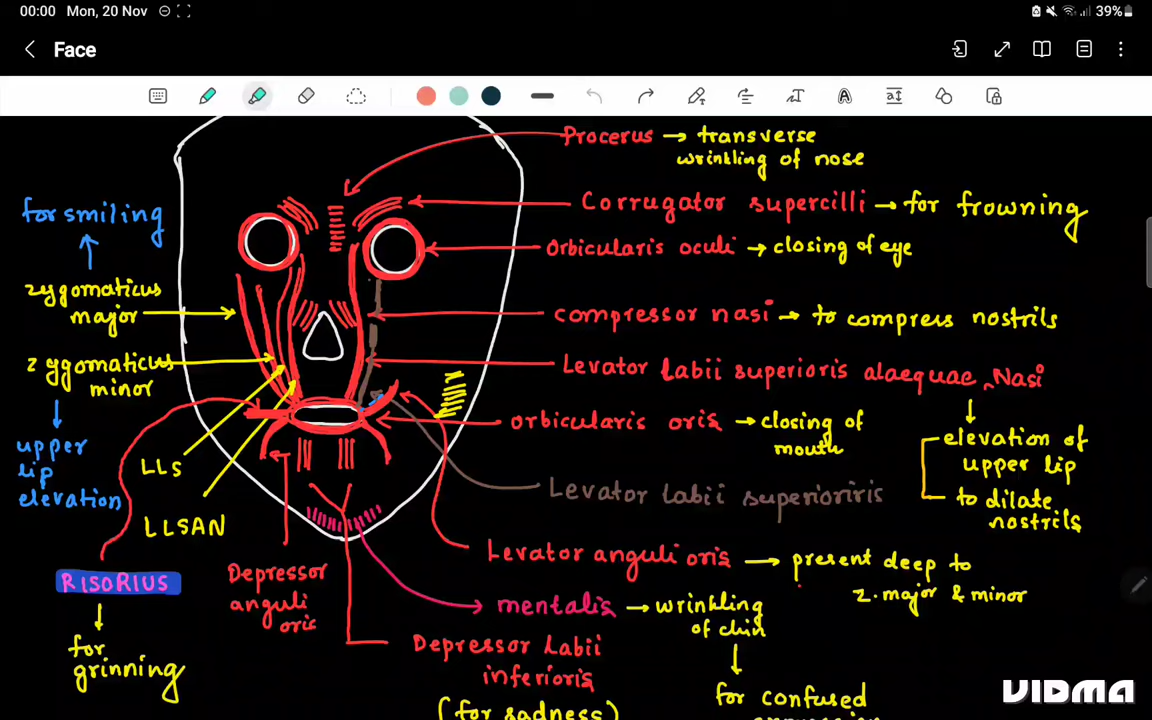 00:00 Mon, 20 Nov
39%
Face
Procerus → transverse
wrinkling of nose
for smiling
Corrugator supercilli → for frowning
orbicularis oculi → closing of eye
zygomaticus
major
compressor nasi → to compress nostrils
zygomaticus
minor
Levator labii superioris alaequae Nasi
orbicularis oris → closing of
mouth
elevation of
upper lip
to dilate
nostrils
upper
lip
elevation
LLS
LLSAN
Levator labii superioriris
Levator anguli oris → present deep to
z. major & minor
RISORIUS
for
grinning
Depressor
anguli
oris
mentalis → wrinkling
of chin
Depressor Labii
inferioris
(for sadness)
for confused
VIDMA